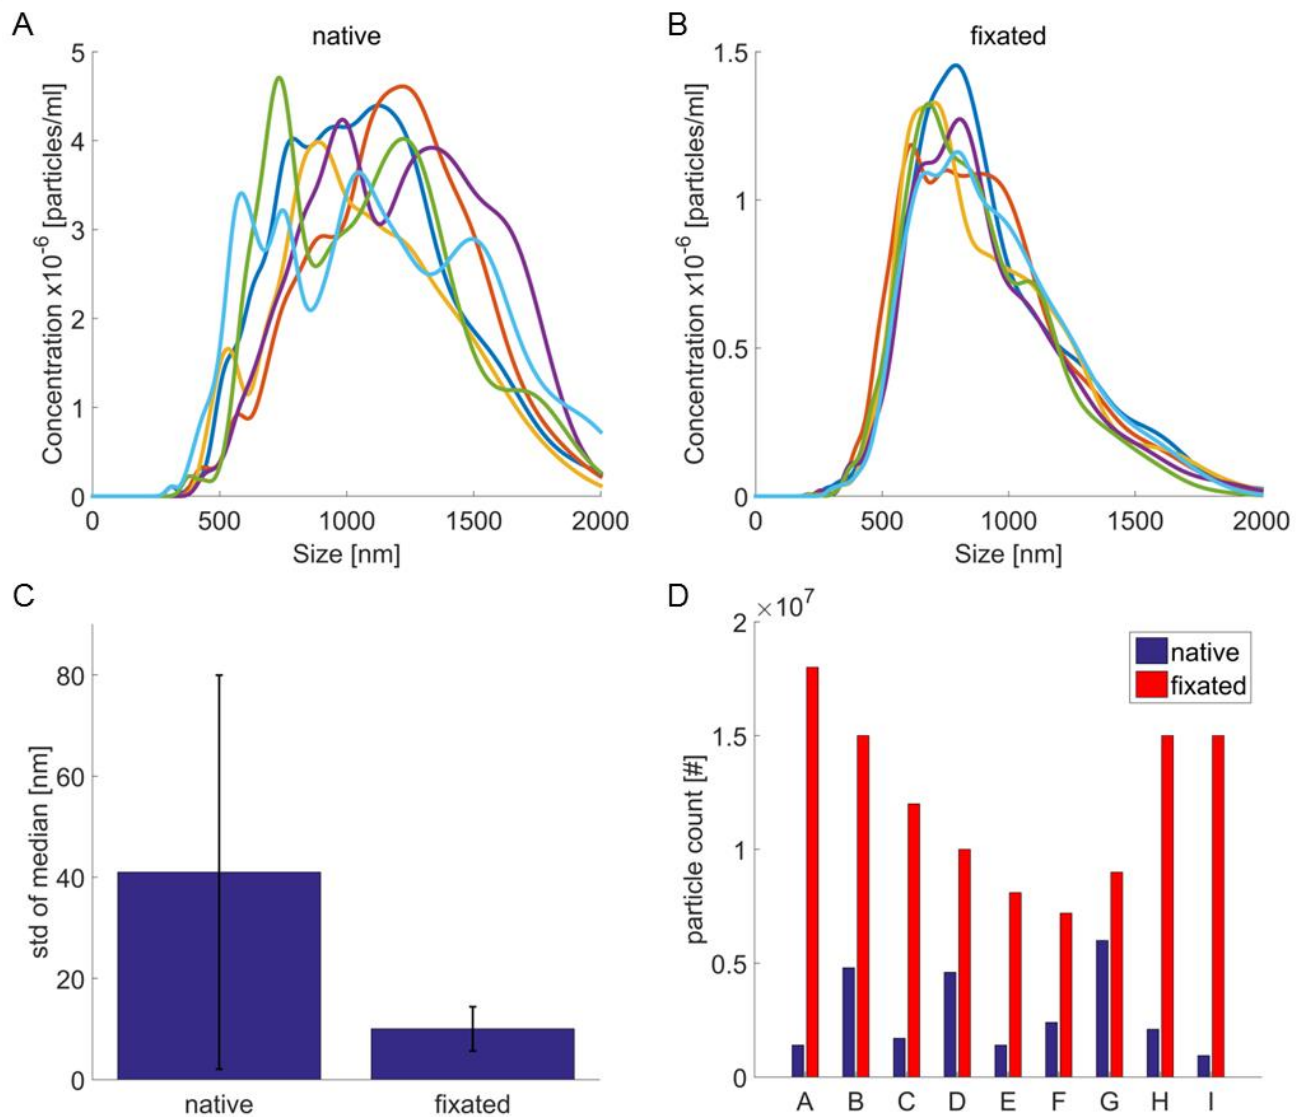 A
native
Concentration x10-6 [particles/ml]
5
4
3
2
1
0
0 500 1000 1500 2000
Size [nm]
B
fixated
Concentration x10-6 [particles/ml]
1.5
1
0.5
0
0 500 1000 1500 2000
Size [nm]
C
std of median [nm]
80
60
40
20
0
native fixated
D
×10^7
particle count [#]
2
1.5
1
0.5
0
native
fixated
A B C D E F G H I